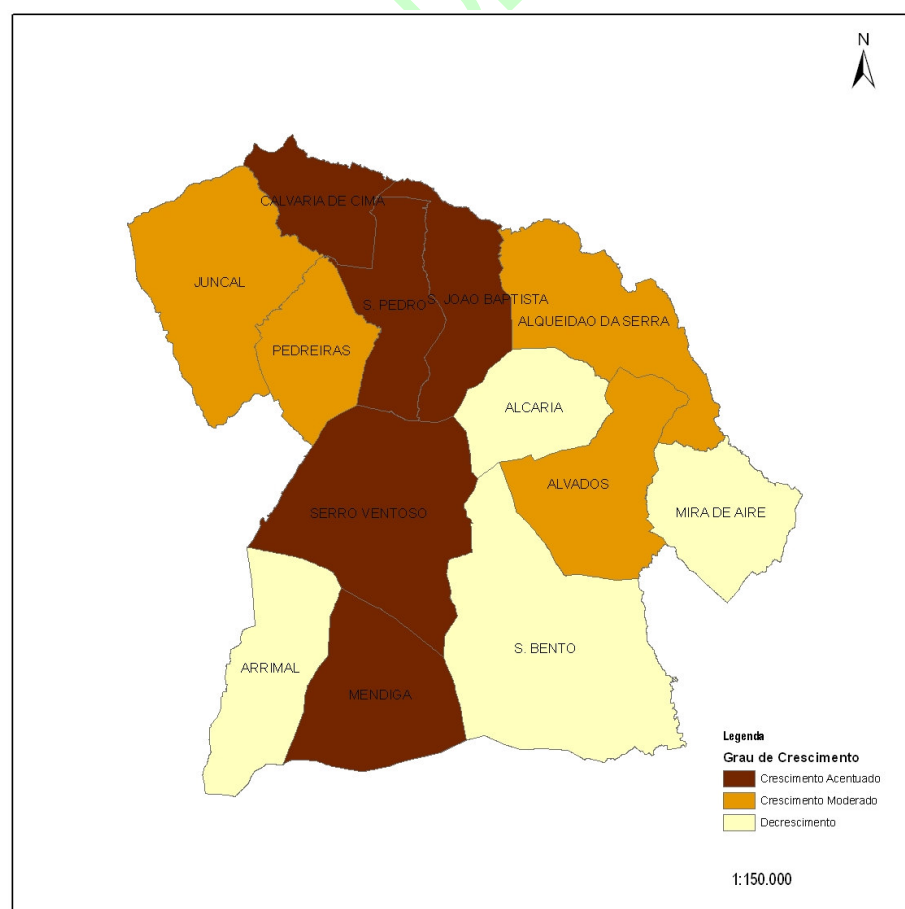 N
CALVARIA DE CIMA
JUNCAL
S. PEDRO
S. JOAO BAPTISTA
ALQUEIDAO DA SERRA
PEDREIRAS
ALCARIA
ALVADOS
SERRO VENTOSO
MIRA DE AIRE
S. BENTO
ARRIMAL
MENDIGA
Legenda
Grau de Crescimento
Crescimento Acentuado
Crescimento Moderado
Decrescimento
1:150.000